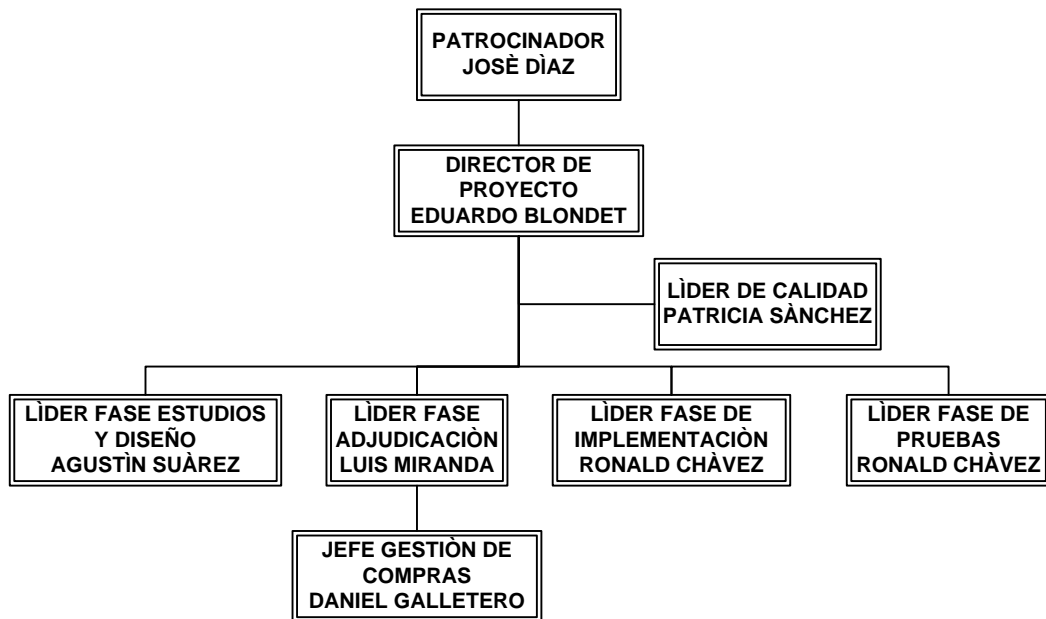 PATROCINADOR
JOSÈ DÌAZ
DIRECTOR DE
PROYECTO
EDUARDO BLONDET
LÌDER DE CALIDAD
PATRICIA SÀNCHEZ
LÌDER FASE ESTUDIOS
Y DISEÑO
AGUSTÌN SUÀREZ
LÌDER FASE
ADJUDICACIÒN
LUIS MIRANDA
LÌDER FASE DE
IMPLEMENTACIÒN
RONALD CHÀVEZ
LÌDER FASE DE
PRUEBAS
RONALD CHÀVEZ
JEFE GESTIÒN DE
COMPRAS
DANIEL GALLETERO